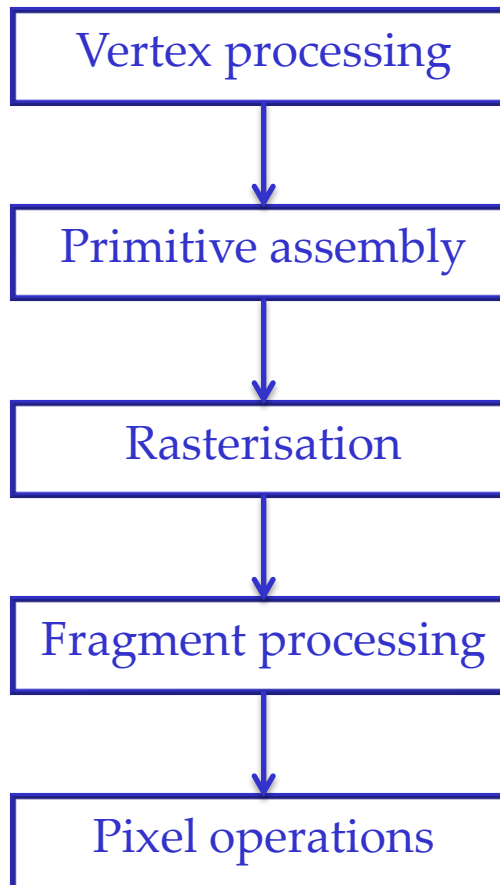 Vertex processing
Primitive assembly
Rasterisation
Fragment processing
Pixel operations